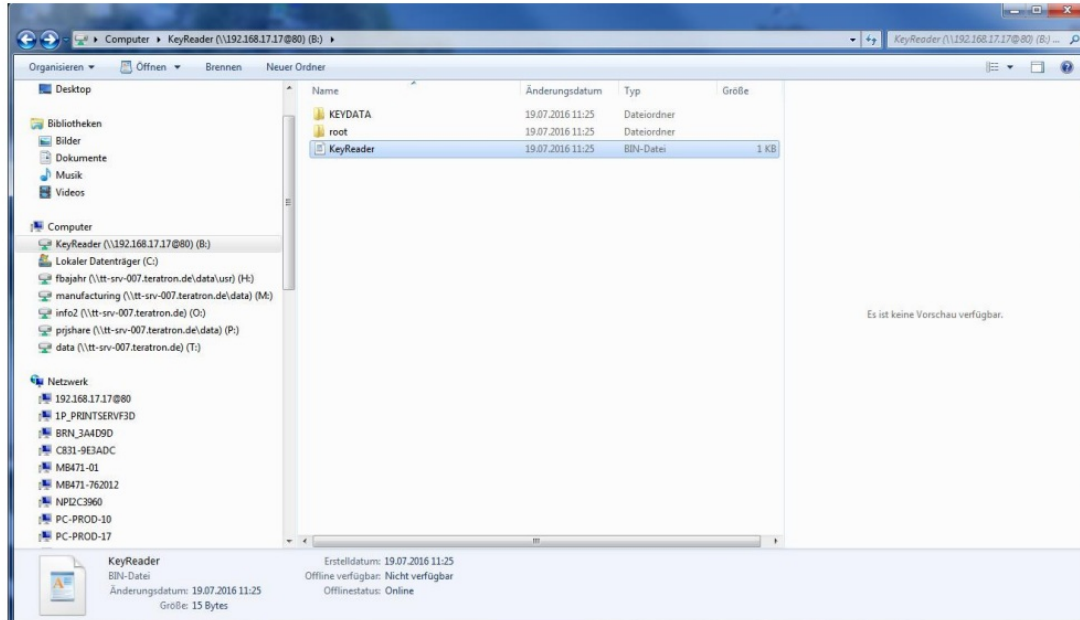 Computer ▸ KeyReader (\\192.168.17.17@80) (B:) ▸
KeyReader (\\192.168.17.17@80) (B:) ...
Organisieren Öffnen Brennen Neuer Ordner
Desktop
Bibliotheken
Bilder
Dokumente
Musik
Videos
Computer
KeyReader (\\192.168.17.17@80) (B:)
Lokaler Datenträger (C:)
fbajahr (\\tt-srv-007.teratron.de\data\usr) (H:)
manufacturing (\\tt-srv-007.teratron.de\data) (M:)
info2 (\\tt-srv-007.teratron.de) (O:)
prjshare (\\tt-srv-007.teratron.de\data) (P:)
data (\\tt-srv-007.teratron.de) (T:)
Netzwerk
192.168.17.17@80
1P_PRINTSERVF3D
BRN_3A4D9D
C831-9E3ADC
MB471-01
MB471-762012
NPI2C3960
PC-PROD-10
PC-PROD-17
Name Änderungsdatum Typ Größe
KEYDATA 19.07.2016 11:25 Dateiordner
root 19.07.2016 11:25 Dateiordner
KeyReader 19.07.2016 11:25 BIN-Datei 1 KB
Es ist keine Vorschau verfügbar.
KeyReader Erstelldatum: 19.07.2016 11:25
BIN-Datei Offline verfügbar: Nicht verfügbar
Änderungsdatum: 19.07.2016 11:25 Offlinestatus: Online
Größe: 15 Bytes